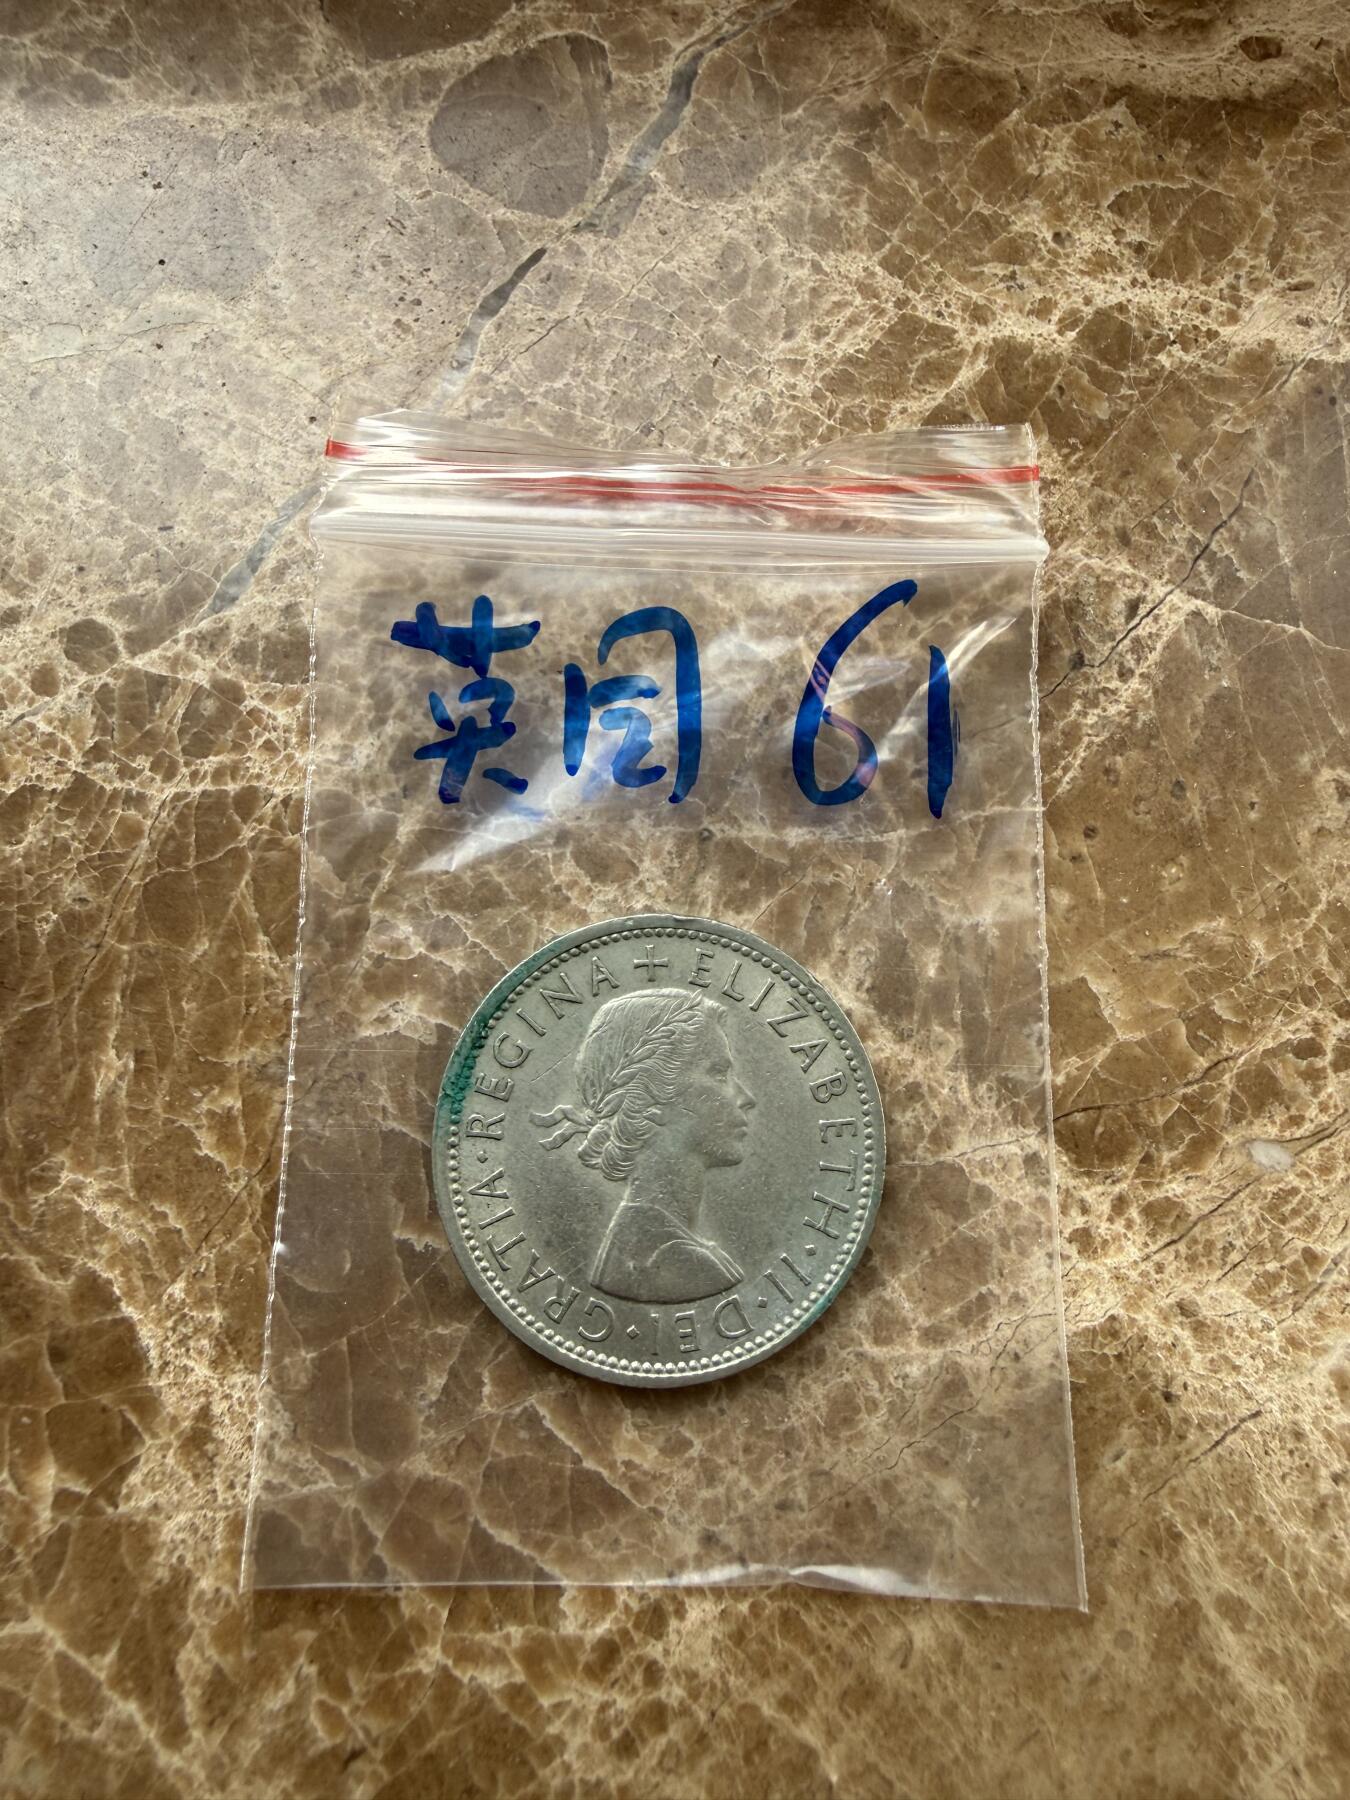 英国 61
+ ELIZABETH · II · DEI · GRATIA · REGINA